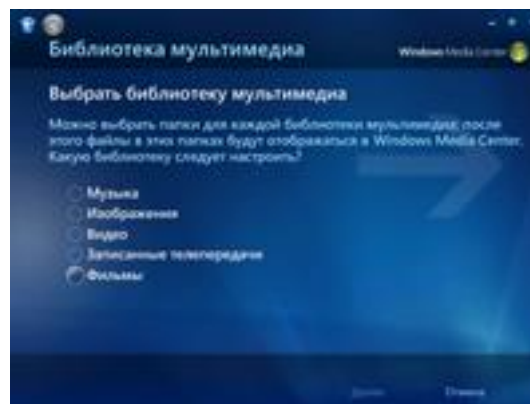 Библиотека мультимедиа
Windows Media Center
Выбрать библиотеку мультимедиа
Можно выбрать папки для каждой библиотеки мультимедиа; после
этого файлы в этих папках будут отображаться в Windows Media Center.
Какую библиотеку следует настроить?
Музыка
Изображения
Видео
Записанные телепередачи
Фильмы
Далее
Отмена